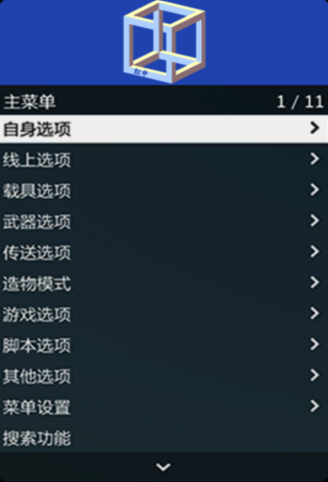 主菜单 1 / 11
自身选项
线上选项
载具选项
武器选项
传送选项
造物模式
游戏选项
脚本选项
其他选项
菜单设置
搜索功能